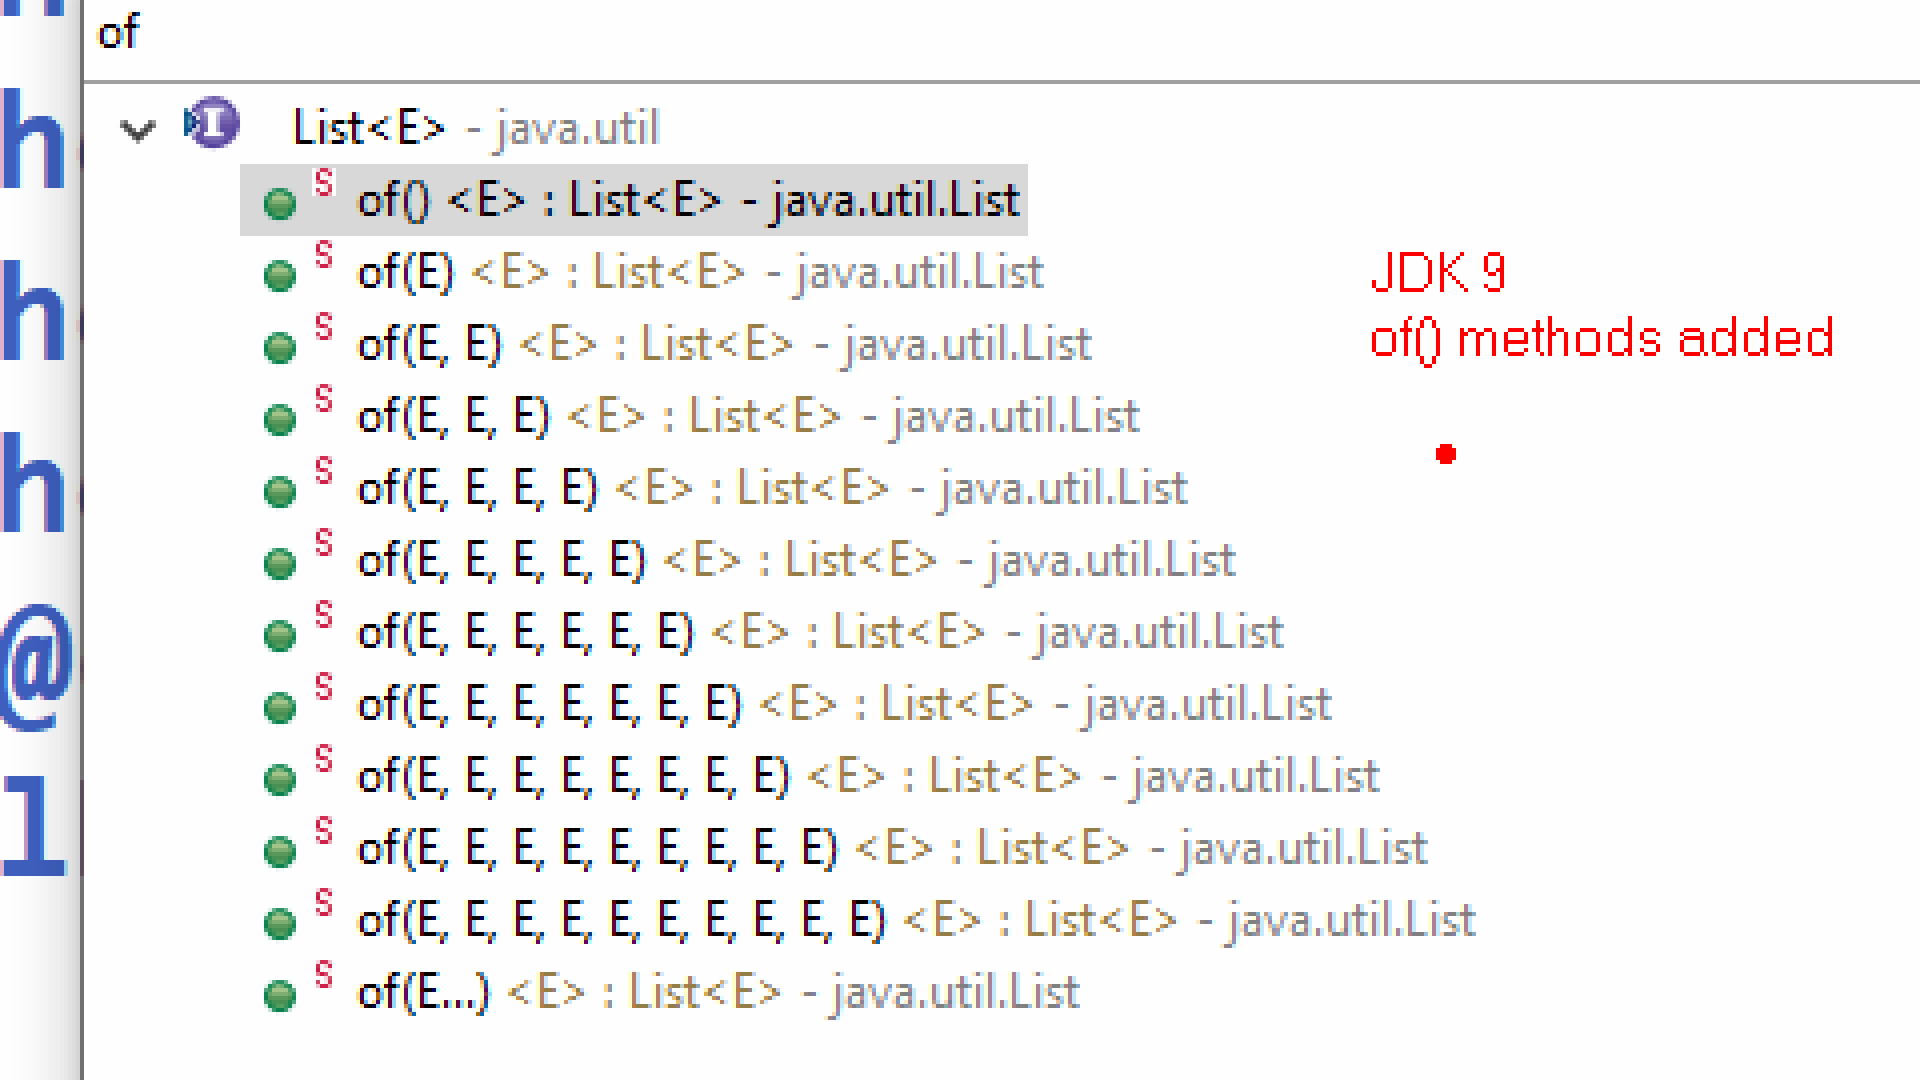 of
List<E> - java.util
S of() <E> : List<E> - java.util.List
S of(E) <E> : List<E> - java.util.List
S of(E, E) <E> : List<E> - java.util.List
S of(E, E, E) <E> : List<E> - java.util.List
S of(E, E, E, E) <E> : List<E> - java.util.List
S of(E, E, E, E, E) <E> : List<E> - java.util.List
S of(E, E, E, E, E, E) <E> : List<E> - java.util.List
S of(E, E, E, E, E, E, E) <E> : List<E> - java.util.List
S of(E, E, E, E, E, E, E, E) <E> : List<E> - java.util.List
S of(E, E, E, E, E, E, E, E, E) <E> : List<E> - java.util.List
S of(E, E, E, E, E, E, E, E, E, E) <E> : List<E> - java.util.List
S of(E...) <E> : List<E> - java.util.List
JDK 9
of() methods added
h
h
h
@
l